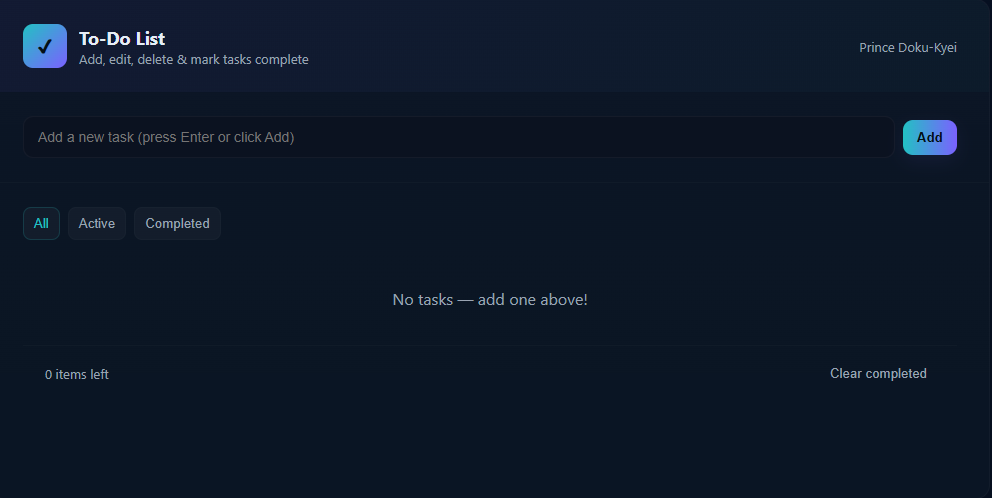 To-Do List
Add, edit, delete & mark tasks complete
Prince Doku-Kyei
Add a new task (press Enter or click Add)
Add
All
Active
Completed
No tasks — add one above!
0 items left
Clear completed